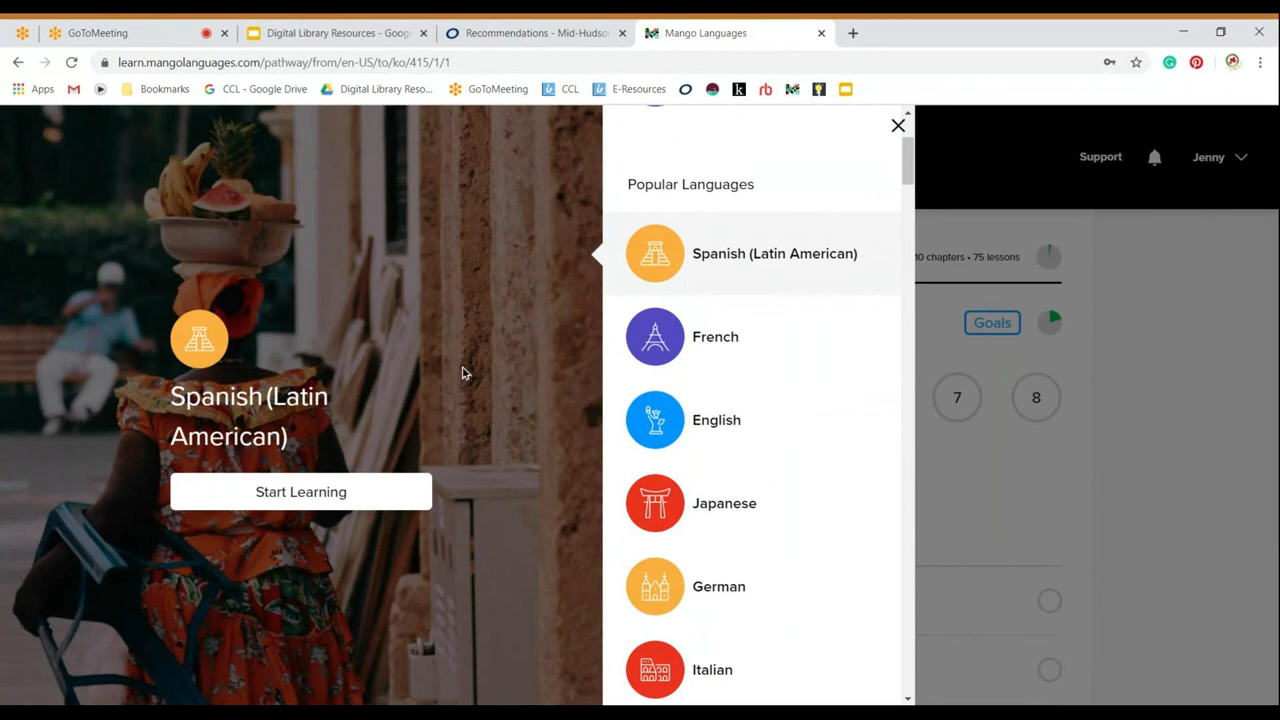 GoToMeeting
Digital Library Resources - Goog
Recommendations - Mid-Hudso
Mango Languages
learn.mangolanguages.com/pathway/from/en-US/to/ko/415/1/1
Apps
Bookmarks
CCL - Google Drive
Digital Library Reso...
GoToMeeting
CCL
E-Resources
Popular Languages
Support
Jenny
Spanish (Latin American)
10 chapters • 75 lessons
French
Goals
7
8
Spanish (Latin
American)
English
Start Learning
Japanese
German
Italian